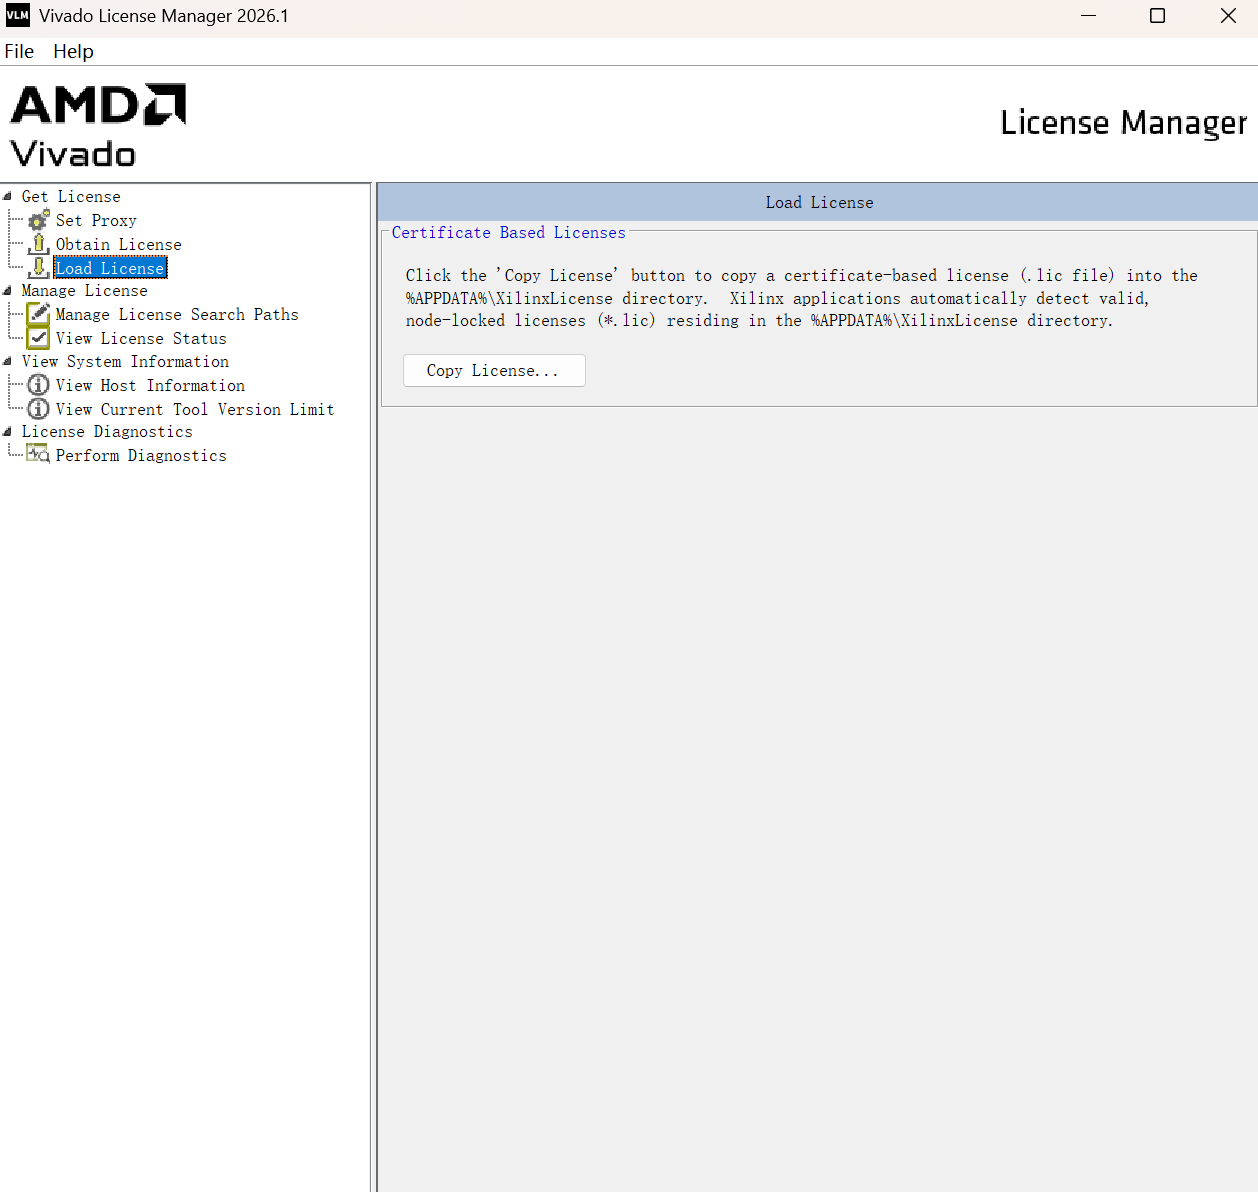 VLM Vivado License Manager 2026.1
File Help
AMD
Vivado
License Manager
Get License
Set Proxy
Obtain License
Load License
Manage License
Manage License Search Paths
View License Status
View System Information
View Host Information
View Current Tool Version Limit
License Diagnostics
Perform Diagnostics
Load License
Certificate Based Licenses
Click the 'Copy License' button to copy a certificate-based license (.lic file) into the
%APPDATA%\XilinxLicense directory.  Xilinx applications automatically detect valid,
node-locked licenses (*.lic) residing in the %APPDATA%\XilinxLicense directory.
Copy License...